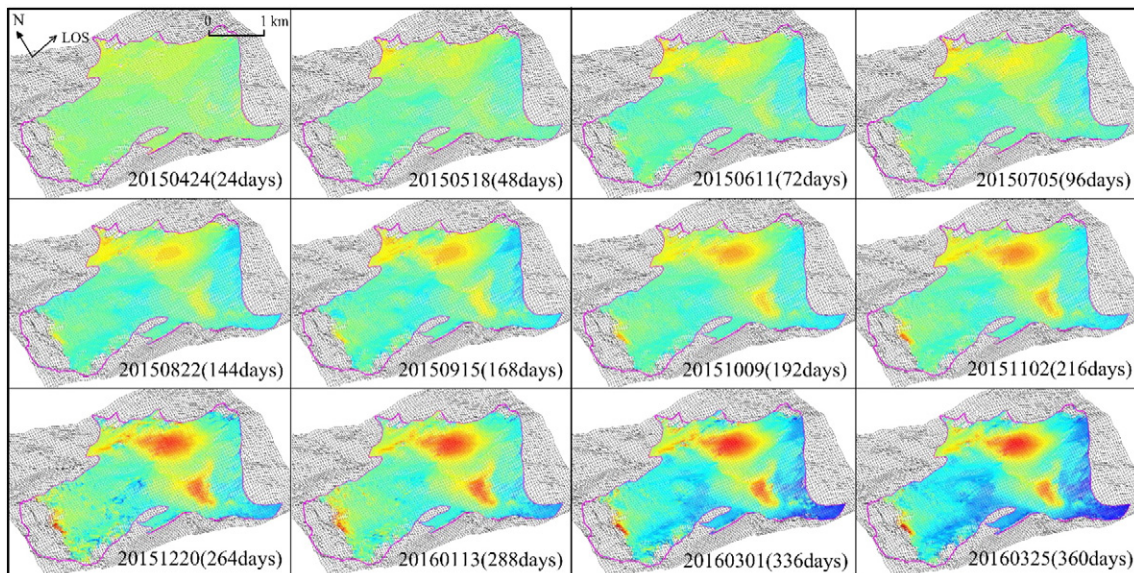 N
LOS
0 1 km
20150424(24days)
20150518(48days)
20150611(72days)
20150705(96days)
20150822(144days)
20150915(168days)
20151009(192days)
20151102(216days)
20151220(264days)
20160113(288days)
20160301(336days)
20160325(360days)